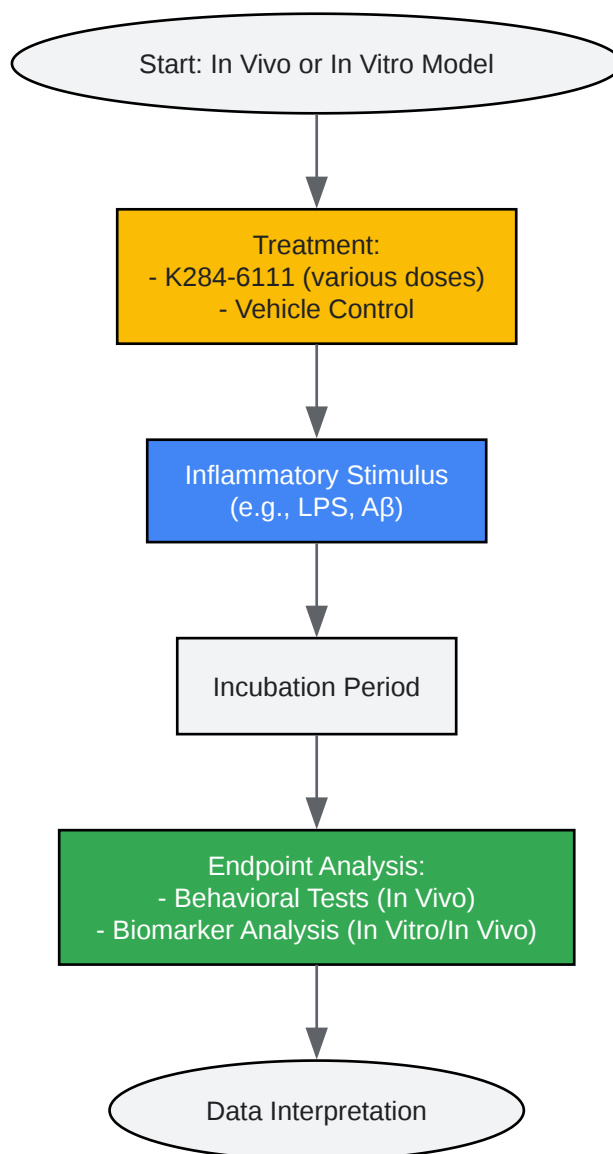 Start: In Vivo or In Vitro Model
Treatment:
- K284-6111 (various doses)
- Vehicle Control
Inflammatory Stimulus
(e.g., LPS, Aβ)
Incubation Period
Endpoint Analysis:
- Behavioral Tests (In Vivo)
- Biomarker Analysis (In Vitro/In Vivo)
Data Interpretation